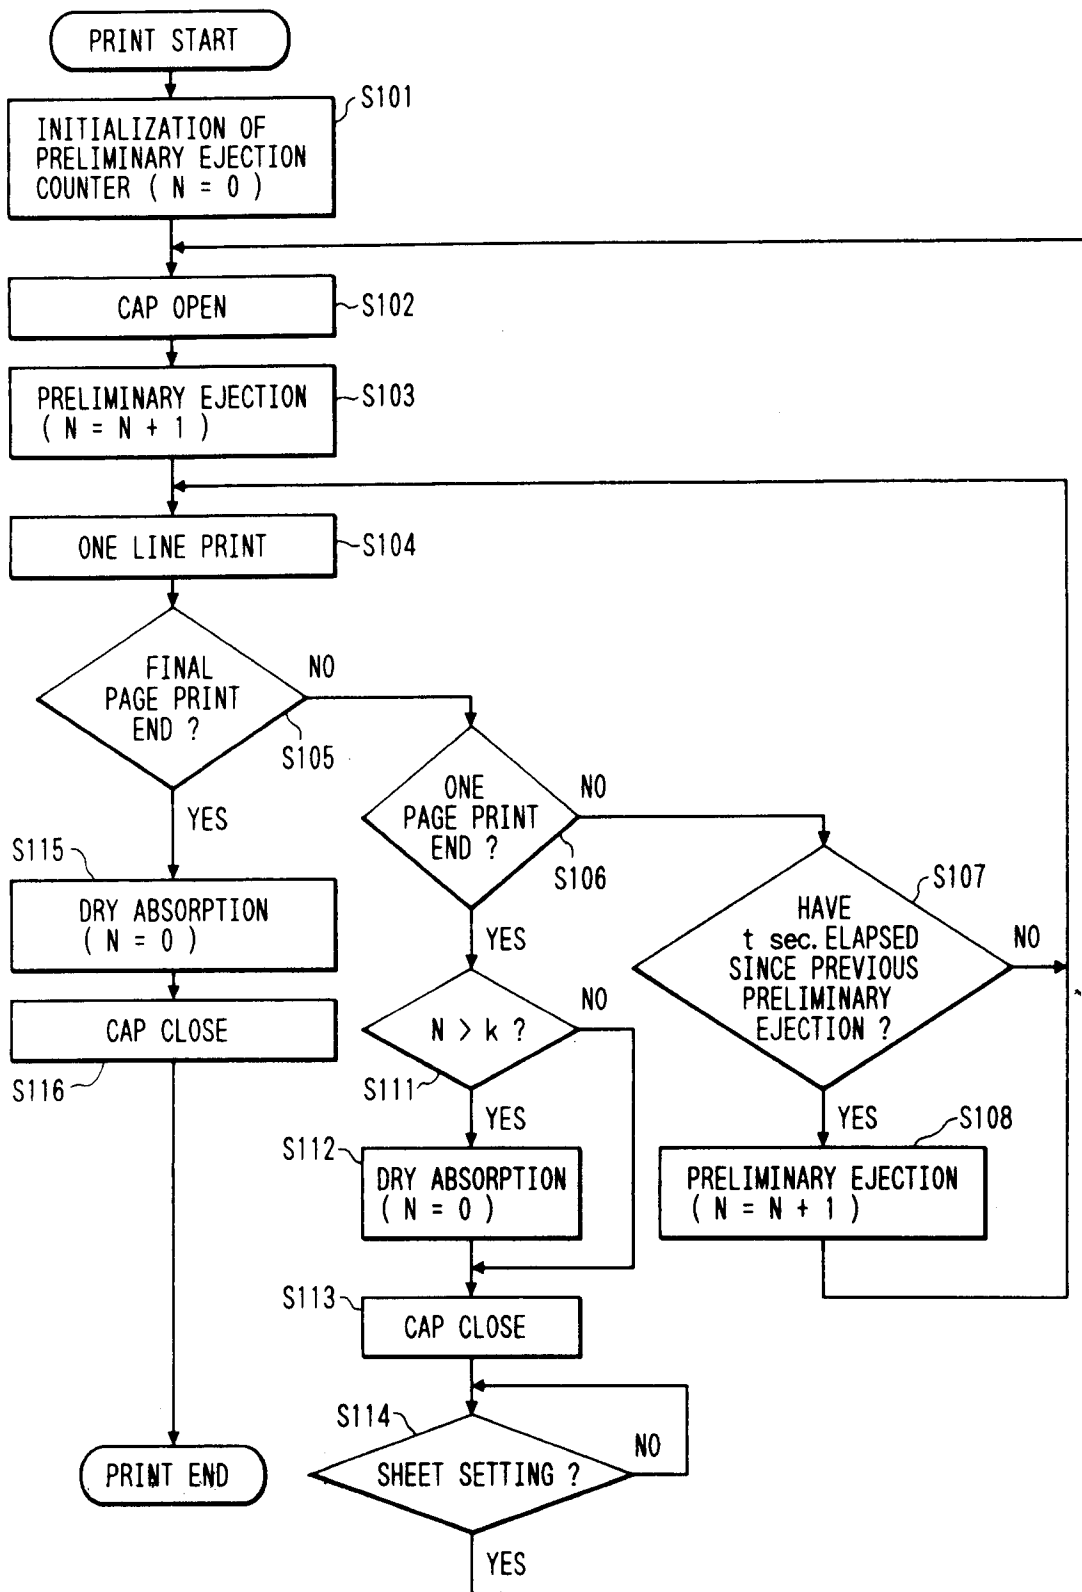 PRINT START
S101
INITIALIZATION OF
PRELIMINARY EJECTION
COUNTER ( N = 0 )
CAP OPEN
S102
PRELIMINARY EJECTION
( N = N + 1 )
S103
ONE LINE PRINT
S104
FINAL
PAGE PRINT
END ?
NO
S105
YES
ONE
PAGE PRINT
END ?
NO
S106
YES
S107
HAVE
t sec. ELAPSED
SINCE PREVIOUS
PRELIMINARY
EJECTION ?
NO
YES
S115
DRY ABSORPTION
( N = 0 )
CAP CLOSE
S116
N > k ?
NO
S111
YES
S108
PRELIMINARY EJECTION
( N = N + 1 )
S112
DRY ABSORPTION
( N = 0 )
S113
CAP CLOSE
S114
SHEET SETTING ?
NO
YES
PRINT END